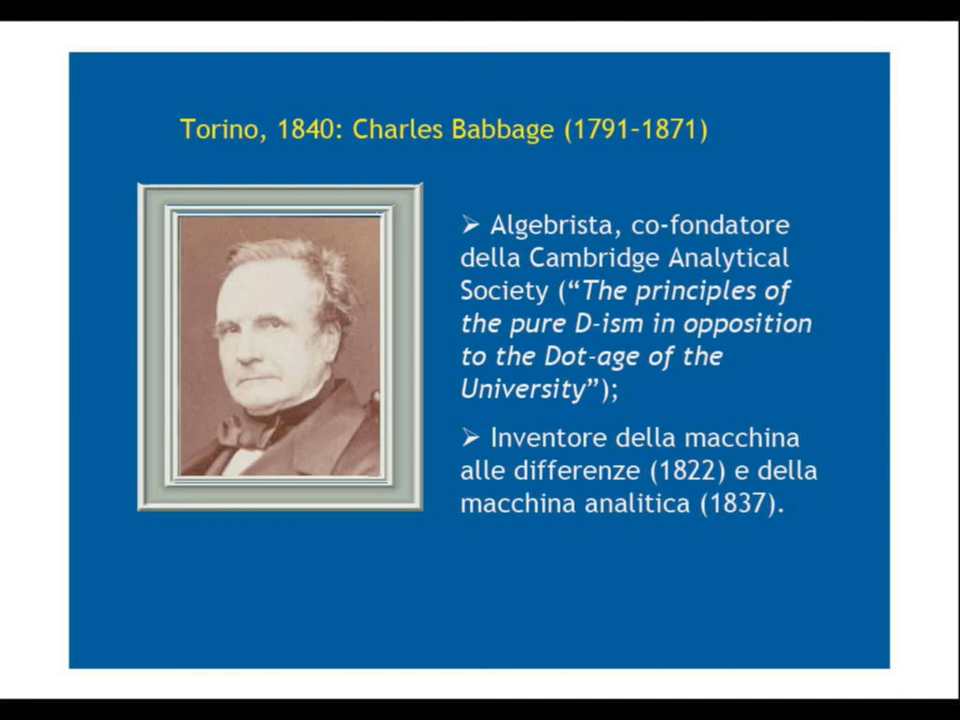 Torino, 1840: Charles Babbage (1791–1871)
➢ Algebrista, co-fondatore
della Cambridge Analytical
Society (“The principles of
the pure D-ism in opposition
to the Dot-age of the
University”);
➢ Inventore della macchina
alle differenze (1822) e della
macchina analitica (1837).